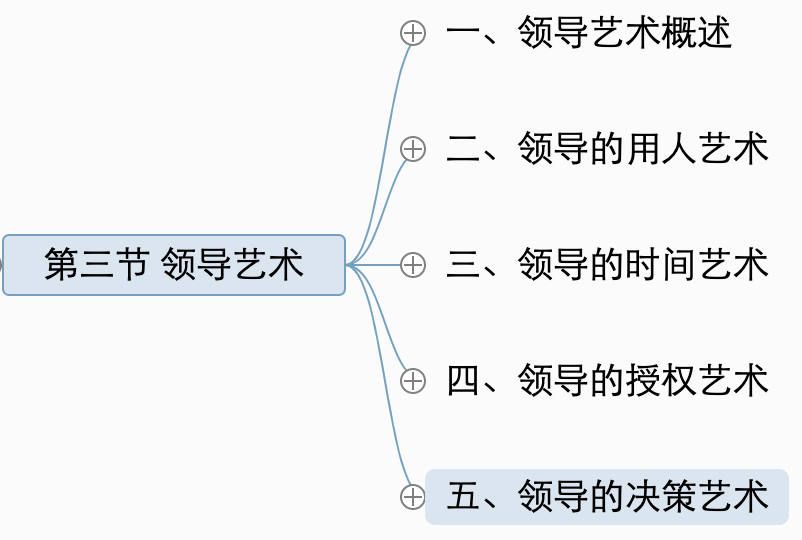 一、领导艺术概述
二、领导的用人艺术
第三节 领导艺术
三、领导的时间艺术
四、领导的授权艺术
五、领导的决策艺术